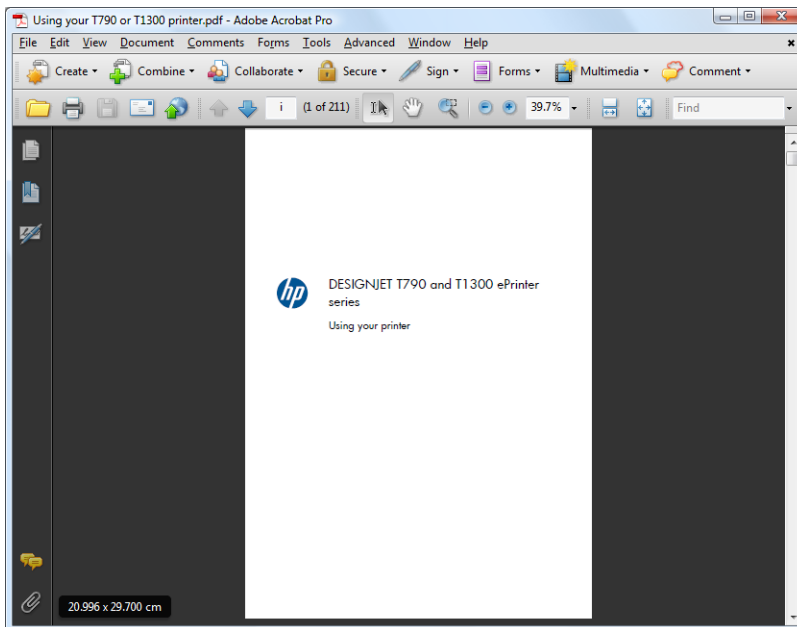 Using your T790 or T1300 printer.pdf - Adobe Acrobat Pro
File Edit View Document Comments Forms Tools Advanced Window Help
Create Combine Collaborate Secure Sign Forms Multimedia Comment
i (1 of 211) 39.7% Find
hp
DESIGNJET T790 and T1300 ePrinter
series
Using your printer
20.996 x 29.700 cm